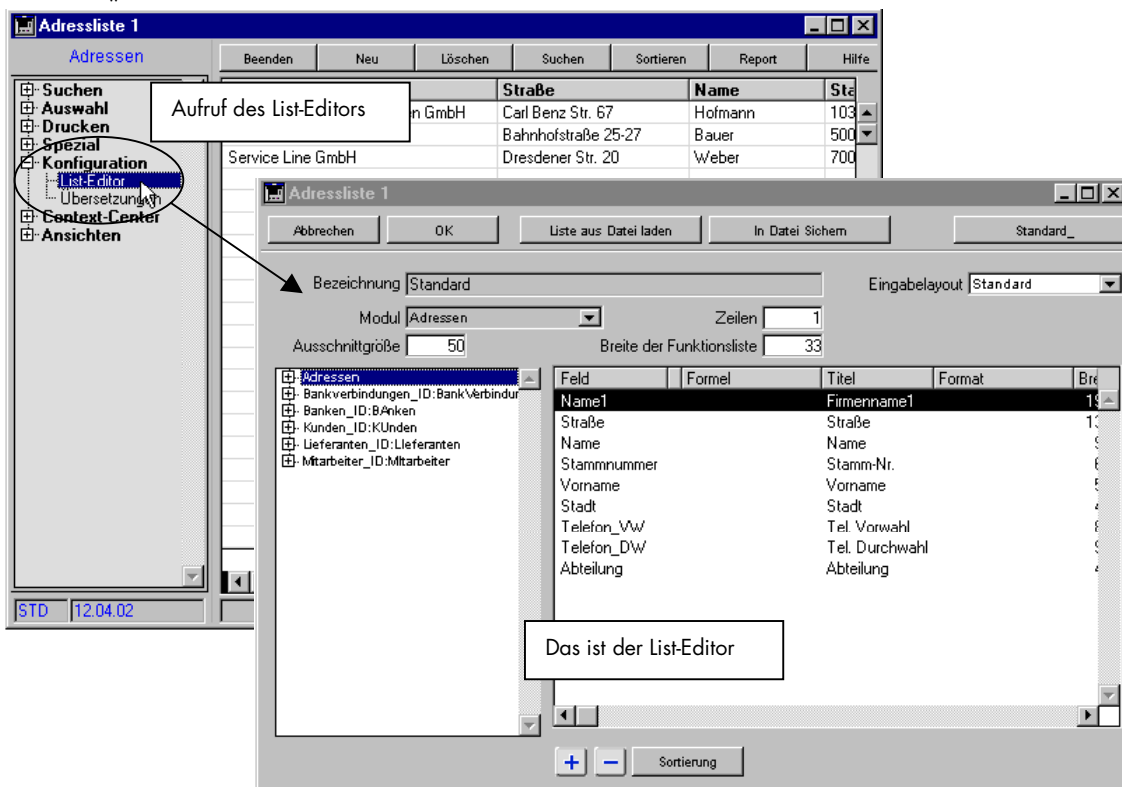 Adressliste 1
Adressen
Beenden Neu Löschen Suchen Sortieren Report Hilfe
Suchen
Auswahl
Drucken
Spezial
Konfiguration
List-Editor
Übersetzungen
Context-Center
Ansichten
Aufruf des List-Editors
Straße Name
GmbH Carl Benz Str. 67 Hofmann 103
Bahnhofstraße 25-27 Bauer 500
Service Line GmbH Dresdener Str. 20 Weber 700
STD 12.04.02
Adressliste 1
Abbrechen OK Liste aus Datei laden In Datei Sichern Standard_
Bezeichnung Standard Eingabelayout Standard
Modul Adressen Zeilen 1
Ausschnittgröße 50 Breite der Funktionsliste 33
Adressen
Bankverbindungen_ID:BankVerbindur
Banken_ID:BAnken
Kunden_ID:KUnden
Lieferanten_ID:LIeferanten
Mitarbeiter_ID:MItarbeiter
Feld Formel Titel Format
Name1 Firmenname1
Straße Straße
Name Name
Stammnummer Stamm-Nr.
Vorname Vorname
Stadt Stadt
Telefon_VW Tel. Vorwahl
Telefon_DW Tel. Durchwahl
Abteilung Abteilung
Das ist der List-Editor
+ − Sortierung